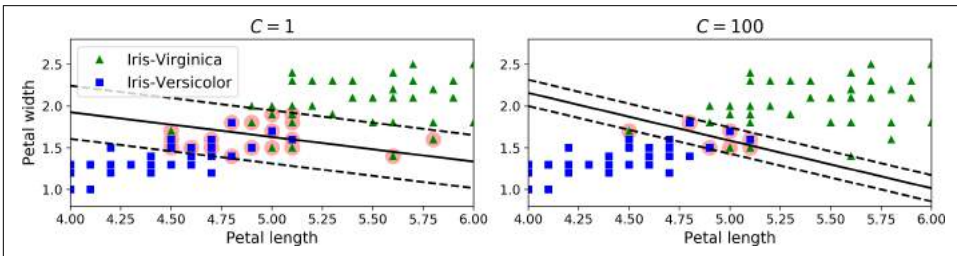 C = 1
Iris-Virginica
Iris-Versicolor
Petal width
2.5
2.0
1.5
1.0
4.00 4.25 4.50 4.75 5.00 5.25 5.50 5.75 6.00
Petal length
C = 100
2.5
2.0
1.5
1.0
4.00 4.25 4.50 4.75 5.00 5.25 5.50 5.75 6.00
Petal length